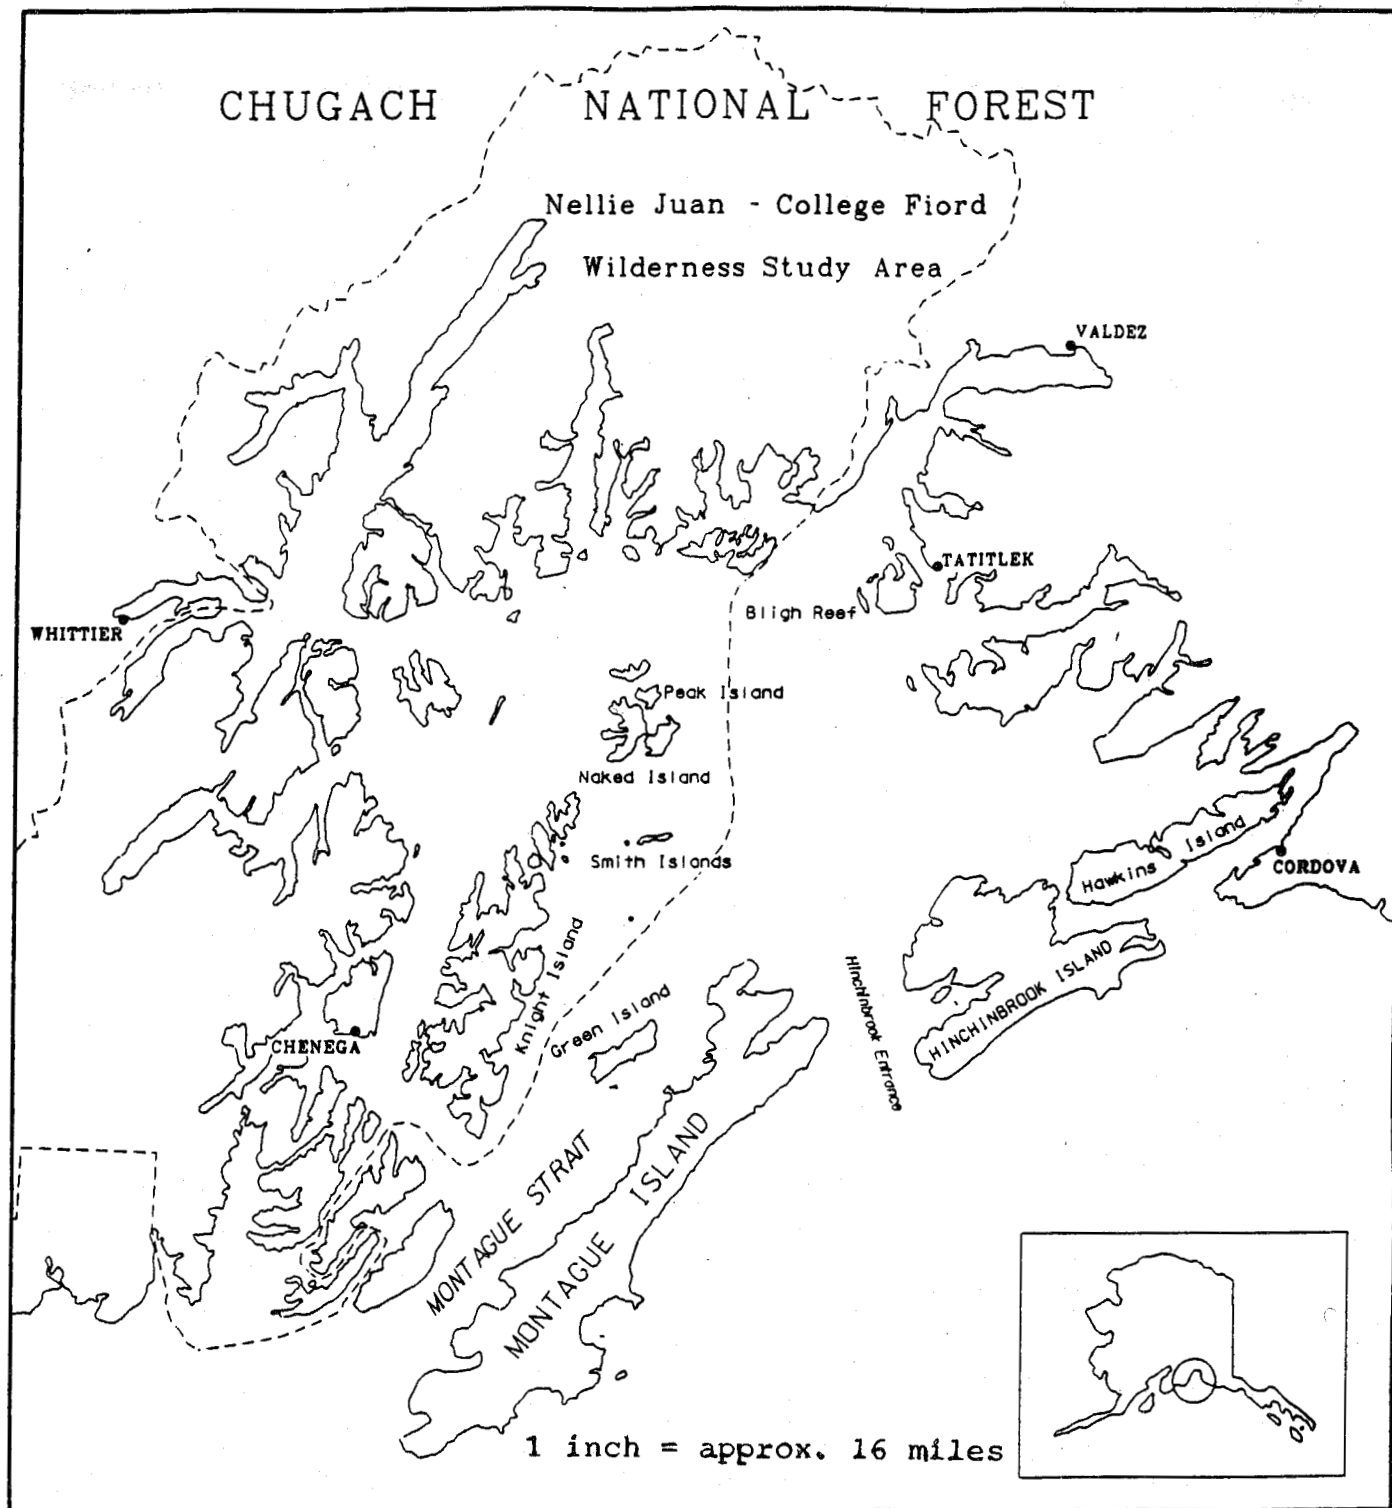 CHUGACH NATIONAL FOREST
Nellie Juan - College Fiord
Wilderness Study Area
VALDEZ
TATITLEK
Bligh Reef
WHITTIER
Peak Island
Naked Island
Smith Islands
Hawkins Island
CORDOVA
Knight Island
Green Island
Hinchinbrook Entrance
HINCHINBROOK ISLAND
CHENEGA
MONTAGUE STRAIT
MONTAGUE ISLAND
1 inch = approx. 16 miles